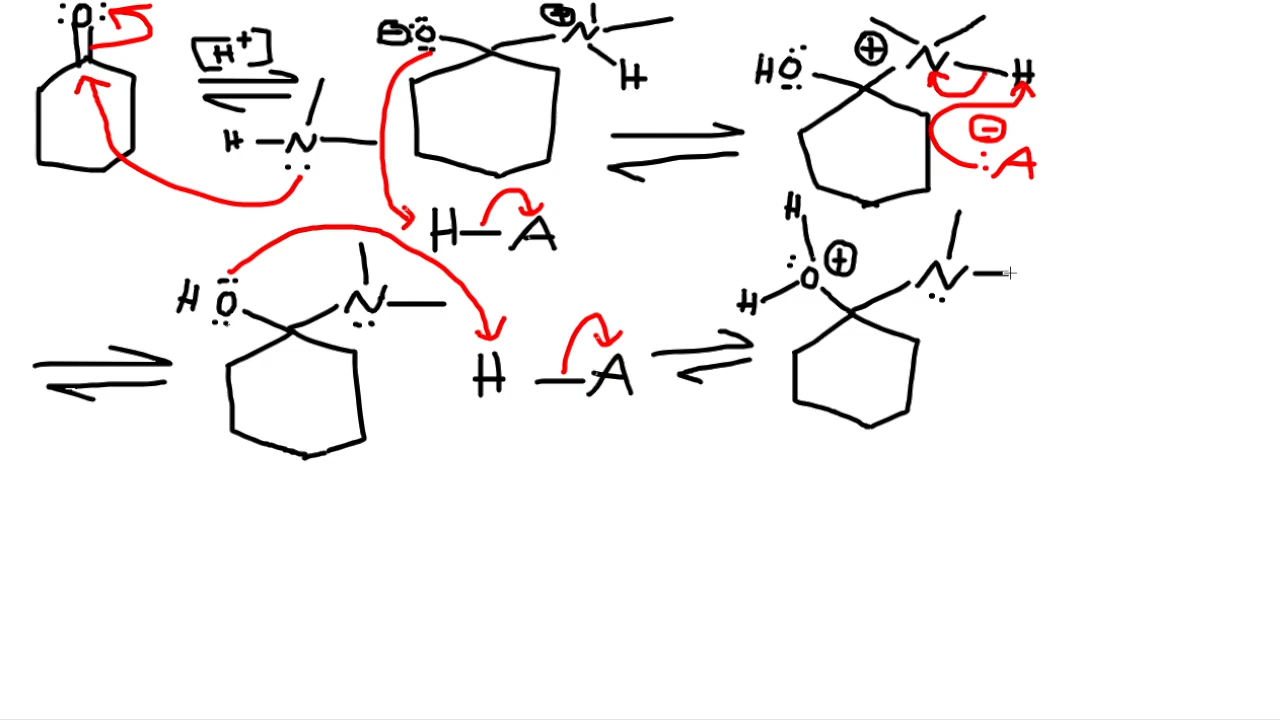 :O:
[H+]
H N
⊖ O ⊕ N
H
H A
HO ⊕ N H
⊖
:A
HO N
H A
H
O ⊕ N
H